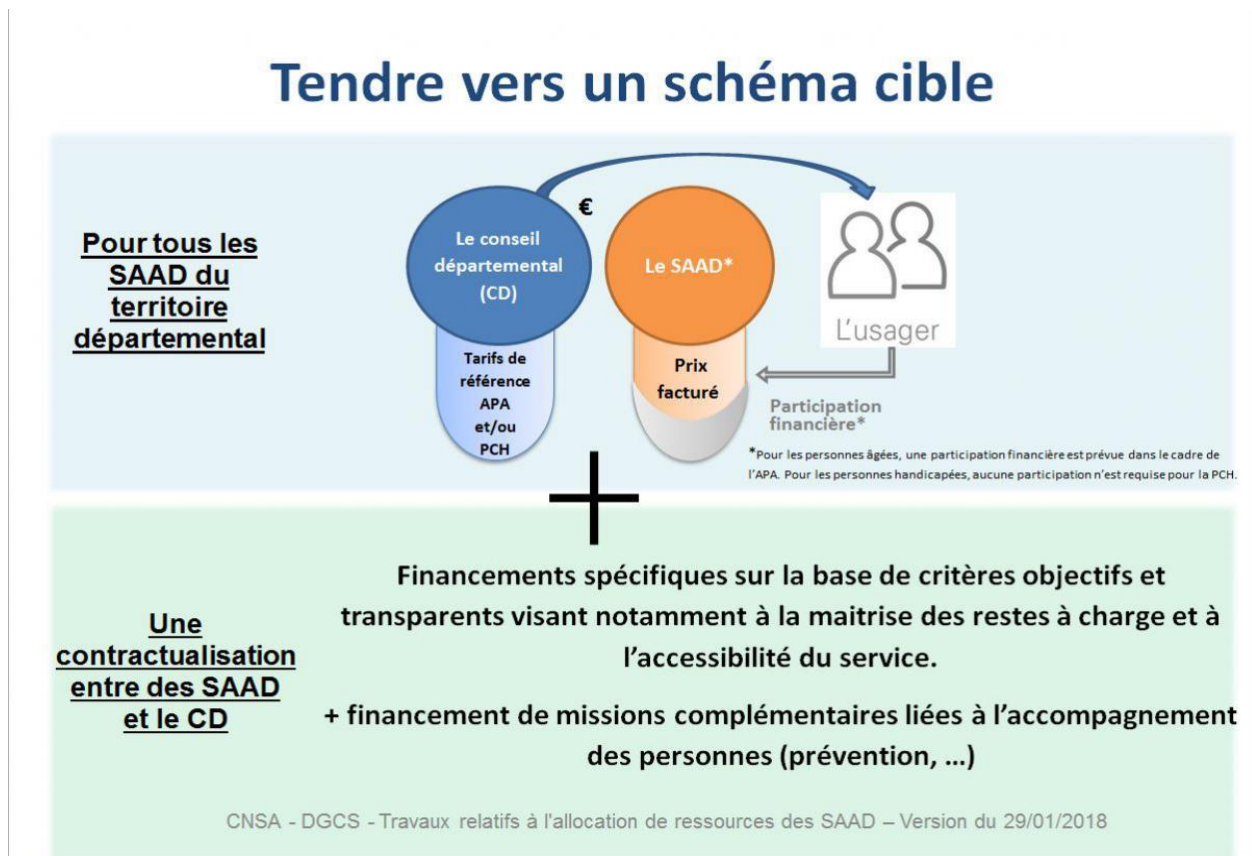 Tendre vers un schéma cible
Pour tous les
SAAD du
territoire
départemental
€
Le conseil
départemental
(CD)
Tarifs de
référence
APA
et/ou
PCH
Le SAAD*
Prix
facturé
L'usager
Participation
financière*
*Pour les personnes âgées, une participation financière est prévue dans le cadre de
l'APA. Pour les personnes handicapées, aucune participation n'est requise pour la PCH.
+
Une
contractualisation
entre des SAAD
et le CD
Financements spécifiques sur la base de critères objectifs et
transparents visant notamment à la maitrise des restes à charge et à
l'accessibilité du service.
+ financement de missions complémentaires liées à l'accompagnement
des personnes (prévention, ...)
CNSA - DGCS - Travaux relatifs à l'allocation de ressources des SAAD – Version du 29/01/2018